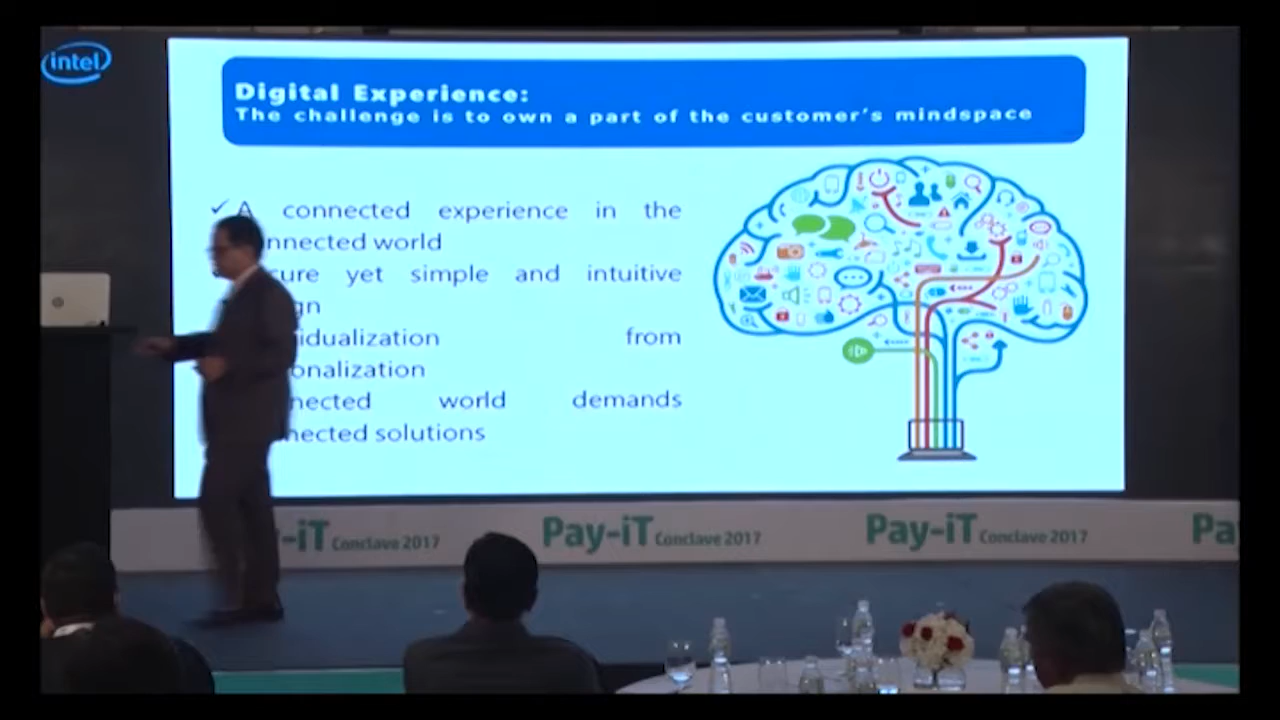 intel
Digital Experience:
The challenge is to own a part of the customer's mindspace
✓ A connected experience in the
nnected world
cure yet simple and intuitive
gn
idualization from
onalization
nected world demands
nected solutions
-iT Conclave 2017
Pay-iT Conclave 2017
Pay-iT Conclave 2017
Pa